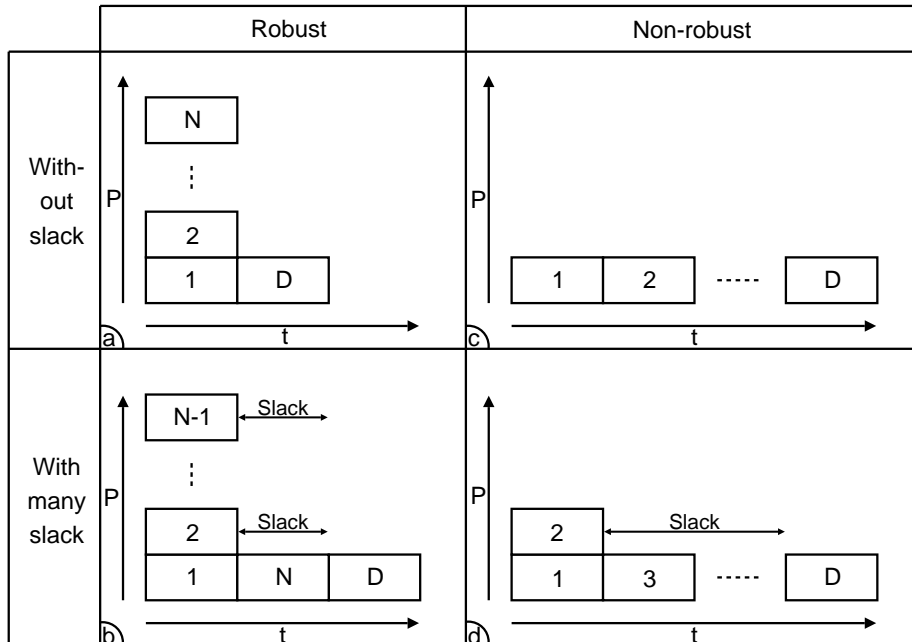 Robust
Non-robust
With-
out
slack
P
N
2
1
D
t
a
P
1
2
D
t
c
With
many
slack
P
N-1
Slack
2
Slack
1
N
D
t
b
P
2
Slack
1
3
D
t
d